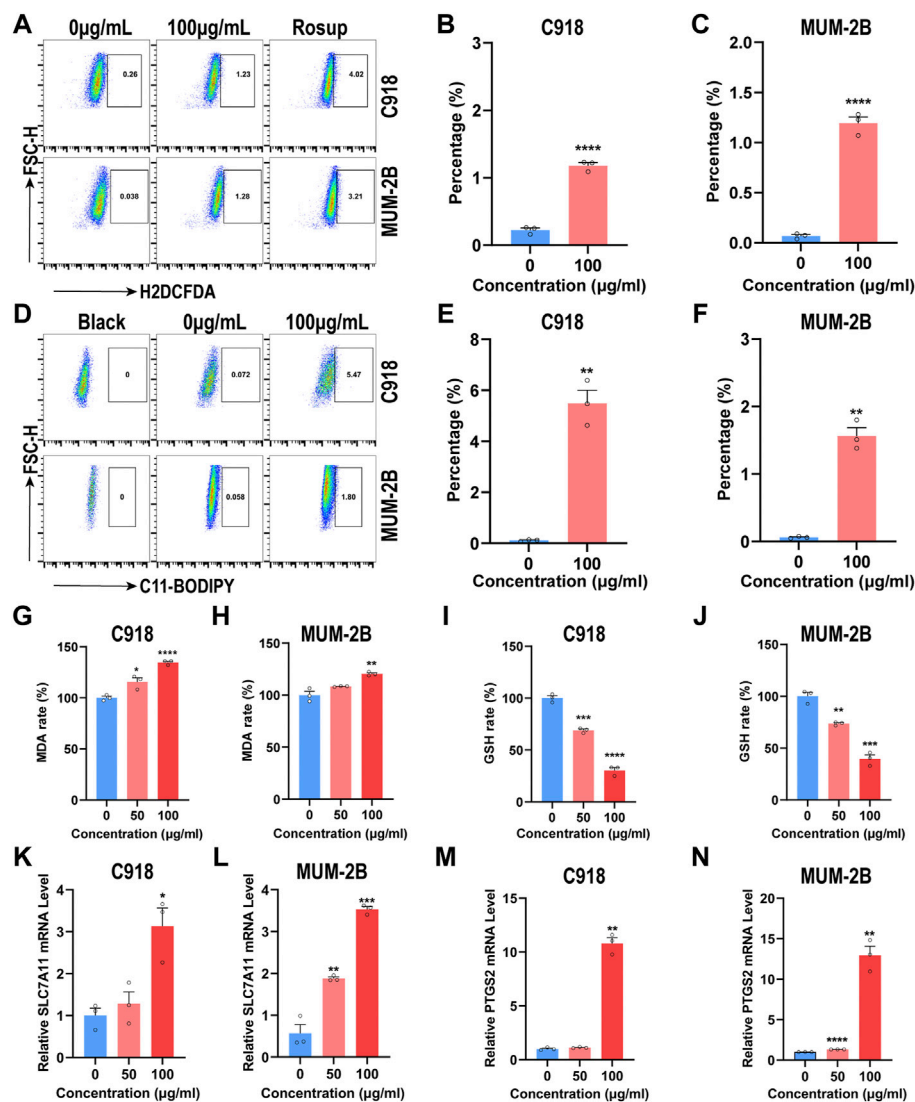 A
0μg/mL 100μg/mL Rosup
0.26 1.23 4.02
C918
FSC-H
0.038 1.28 3.21
MUM-2B
H2DCFDA
B
C918
Percentage (%)
3
2
1
0
****
0 100
Concentration (μg/ml)
C
MUM-2B
Percentage (%)
2.0
1.5
1.0
0.5
0.0
****
0 100
Concentration (μg/ml)
D
Black 0μg/mL 100μg/mL
0 0.072 5.47
C918
FSC-H
0 0.058 1.80
MUM-2B
C11-BODIPY
E
C918
Percentage (%)
8
6
4
2
0
**
0 100
Concentration (μg/ml)
F
MUM-2B
Percentage (%)
3
2
1
0
**
0 100
Concentration (μg/ml)
G
C918
MDA rate (%)
150
100
50
0
* ****
0 50 100
Concentration (μg/ml)
H
MUM-2B
MDA rate (%)
150
100
50
0
**
0 50 100
Concentration (μg/ml)
I
C918
GSH rate (%)
150
100
50
0
*** ****
0 50 100
Concentration (μg/ml)
J
MUM-2B
GSH rate (%)
150
100
50
0
** ***
0 50 100
Concentration (μg/ml)
K
C918
Relative SLC7A11 mRNA Level
4
3
2
1
0
*
0 50 100
Concentration (μg/ml)
L
MUM-2B
Relative SLC7A11 mRNA Level
4
3
2
1
0
** ***
0 50 100
Concentration (μg/ml)
M
C918
Relative PTGS2 mRNA Level
15
10
5
0
**
0 50 100
Concentration (μg/ml)
N
MUM-2B
Relative PTGS2 mRNA Level
20
15
10
5
0
**** **
0 50 100
Concentration (μg/ml)